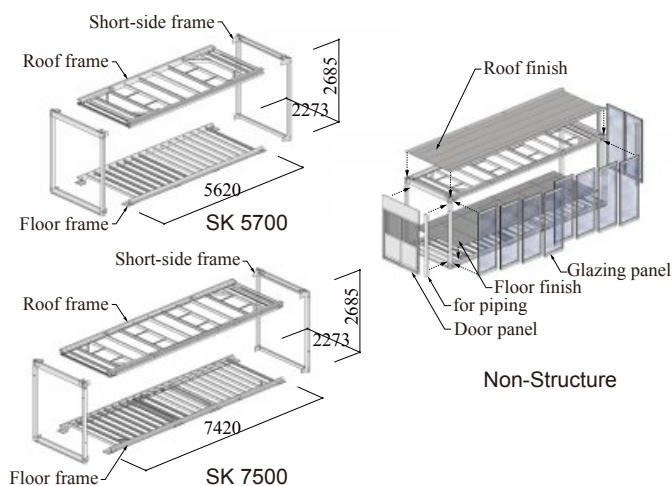 Short-side frame
Roof frame
2685
2273
5620
Floor frame
SK 5700
Short-side frame
Roof frame
2685
2273
7420
Floor frame
SK 7500
Roof finish
Glazing panel
Floor finish
for piping
Door panel
Non-Structure